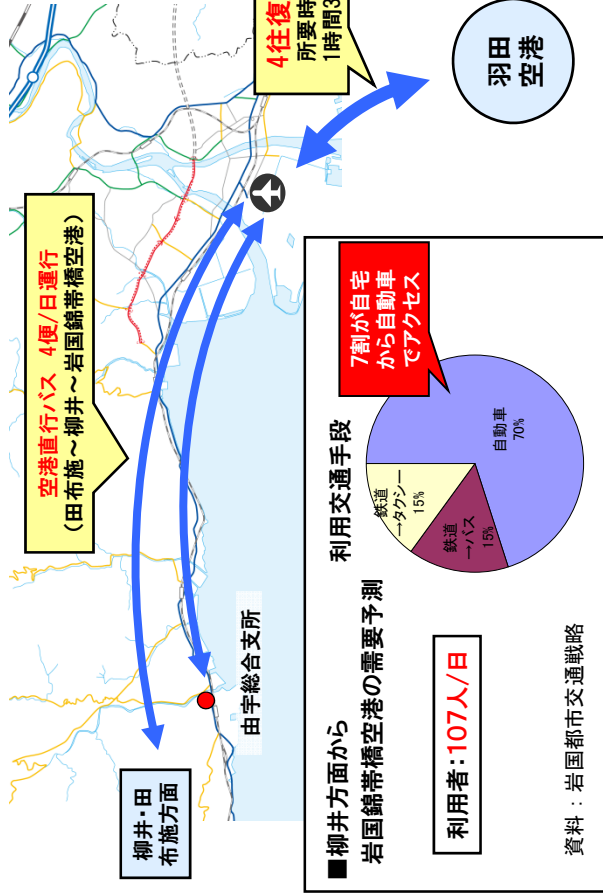 空港直行バス 4便/日運行
(田布施～柳井～岩国錦帯橋空港)
4往復
所要時
1時間3
羽田
空港
柳井・田
布施方面
由宇総合支所
■柳井方面から
岩国錦帯橋空港の需要予測
利用者:107人/日
利用交通手段
7割が自宅
から自動車
でアクセス
鉄道
→タクシー
15%
鉄道
→バス
15%
自動車
70%
資料:岩国都市交通戦略